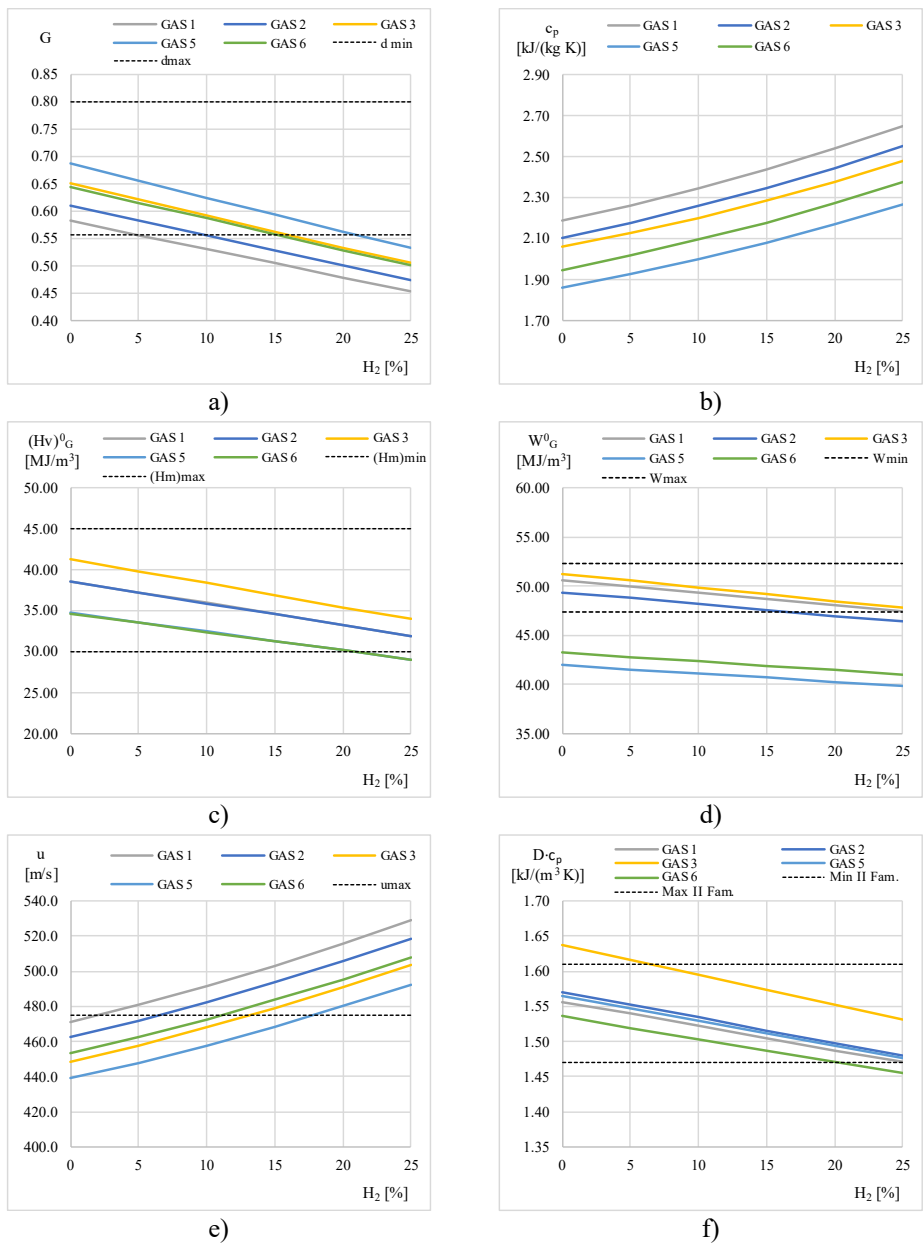 G
GAS 1 GAS 2 GAS 3
GAS 5 GAS 6 d min
dmax
0.85
0.80
0.75
0.70
0.65
0.60
0.55
0.50
0.45
0.40
0 5 10 15 20 25
H₂ [%]
a)
cₚ
[kJ/(kg K)]
GAS 1 GAS 2 GAS 3
GAS 5 GAS 6
2.90
2.70
2.50
2.30
2.10
1.90
1.70
0 5 10 15 20 25
H₂ [%]
b)
(Hv)⁰G
[MJ/m³]
GAS 1 GAS 2 GAS 3
GAS 5 GAS 6 (Hm)min
(Hm)max
50.00
45.00
40.00
35.00
30.00
25.00
20.00
0 5 10 15 20 25
H₂ [%]
c)
W⁰G
[MJ/m³]
GAS 1 GAS 2 GAS 3
GAS 5 GAS 6 Wmin
Wmax
60.00
55.00
50.00
45.00
40.00
35.00
0 5 10 15 20 25
H₂ [%]
d)
u
[m/s]
GAS 1 GAS 2 GAS 3
GAS 5 GAS 6 umax
540.0
520.0
500.0
480.0
460.0
440.0
420.0
400.0
0 5 10 15 20 25
H₂ [%]
e)
D·cₚ
[kJ/(m³ K)]
GAS 1 GAS 2
GAS 3 GAS 5
GAS 6 Min II Fam.
Max II Fam.
1.70
1.65
1.60
1.55
1.50
1.45
1.40
1.35
0 5 10 15 20 25
H₂ [%]
f)